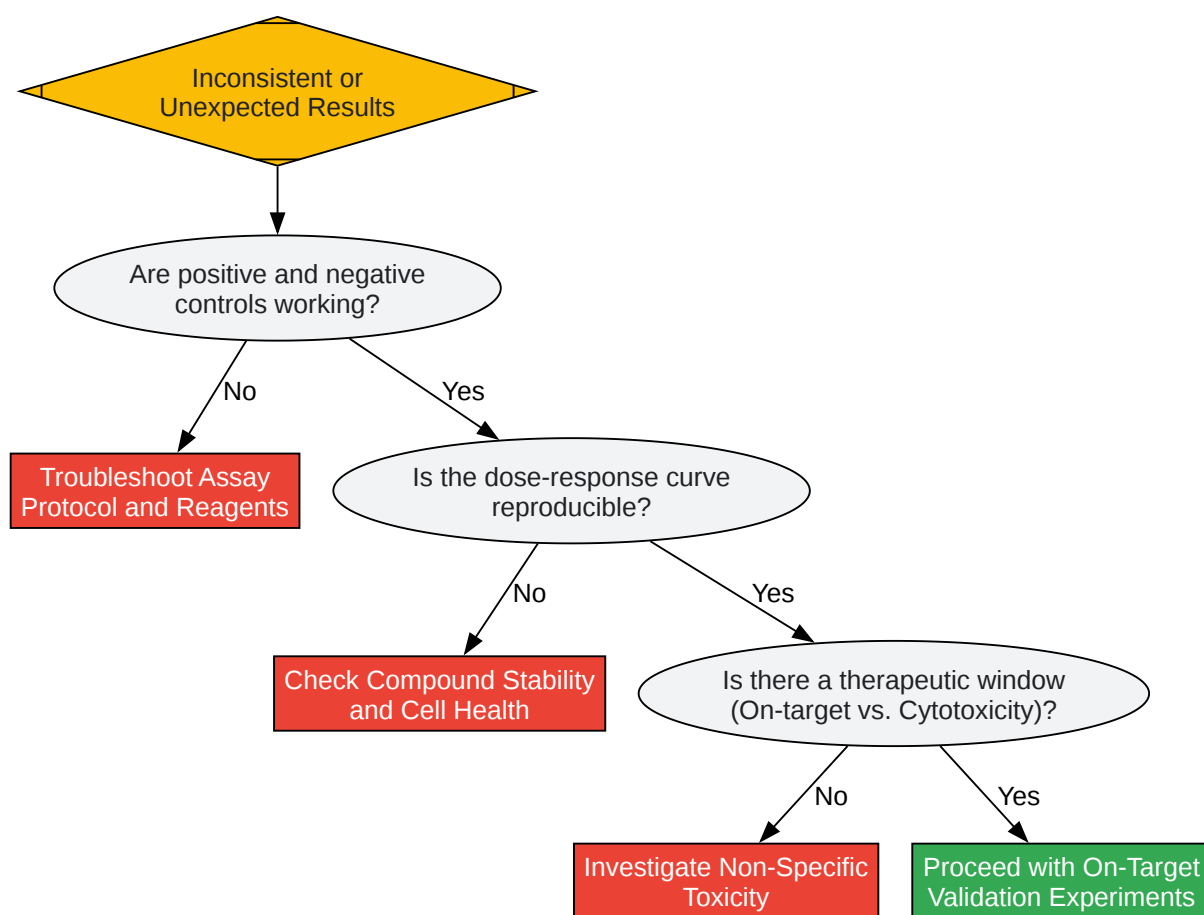 Inconsistent or
Unexpected Results
Are positive and negative
controls working?
No
Yes
Troubleshoot Assay
Protocol and Reagents
Is the dose-response curve
reproducible?
No
Yes
Check Compound Stability
and Cell Health
Is there a therapeutic window
(On-target vs. Cytotoxicity)?
No
Yes
Investigate Non-Specific
Toxicity
Proceed with On-Target
Validation Experiments